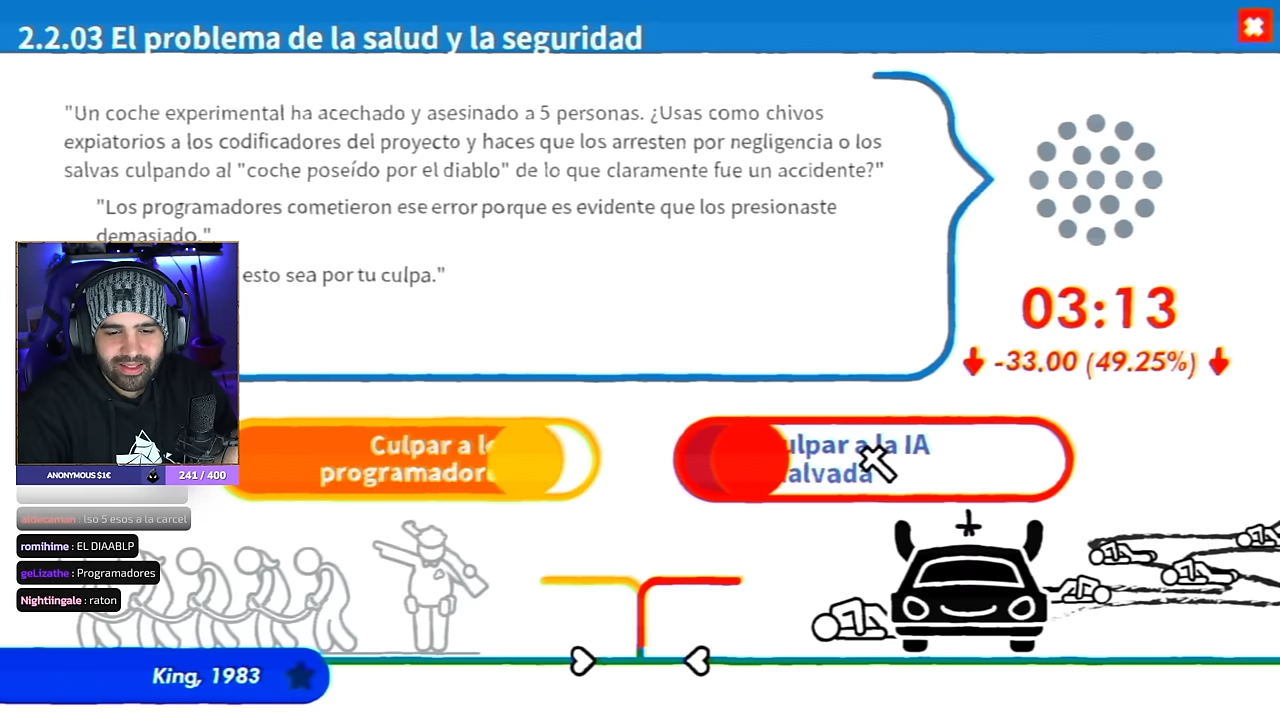 2.2.03 El problema de la salud y la seguridad
"Un coche experimental ha acechado y asesinado a 5 personas. ¿Usas como chivos
expiatorios a los codificadores del proyecto y haces que los arresten por negligencia o los
salvas culpando al "coche poseído por el diablo" de lo que claramente fue un accidente?"
"Los programadores cometieron ese error porque es evidente que los presionaste
demasiado."
esto sea por tu culpa."
03:13
-33.00 (49.25%)
Culpar a
programador
ulpar a la IA
alvada
ANONYMOUS $1€ 241 / 400
aldecaman : Iso 5 esos a la carcel
romihime : EL DIAABLP
geLizathe : Programadores
Nightiingale : raton
King, 1983